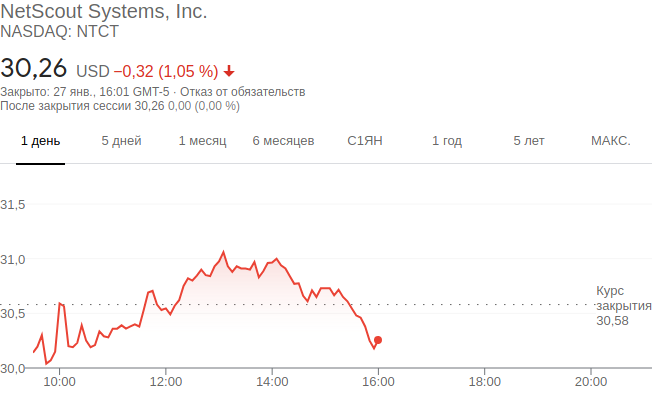 NetScout Systems, Inc.
NASDAQ: NTCT
30,26 USD −0,32 (1,05 %)
Закрыто: 27 янв., 16:01 GMT-5 · Отказ от обязательств
После закрытия сессии 30,26 0,00 (0,00 %)
1 день 5 дней 1 месяц 6 месяцев С1ЯН 1 год 5 лет МАКС.
31,5
31,0
Курс
закрытия
30,58
30,5
30,0
10:00 12:00 14:00 16:00 18:00 20:00